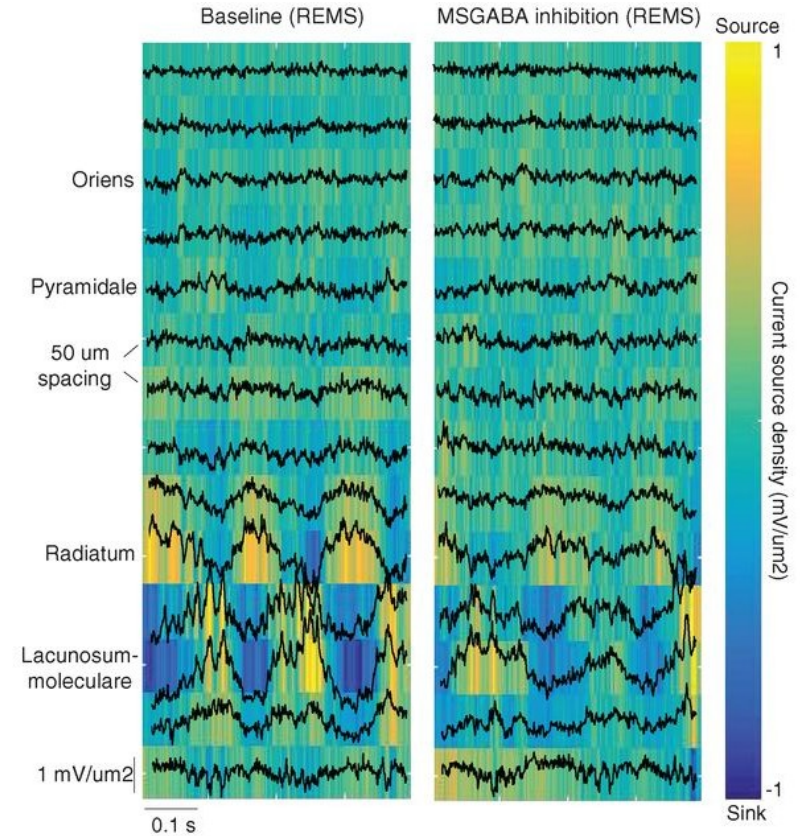 Baseline (REMS)
MSGABA inhibition (REMS)
Source
1
Oriens
Pyramidale
50 um
spacing
Radiatum
Lacunosum-
moleculare
1 mV/um2
0.1 s
Current source density (mV/um2)
-1
Sink